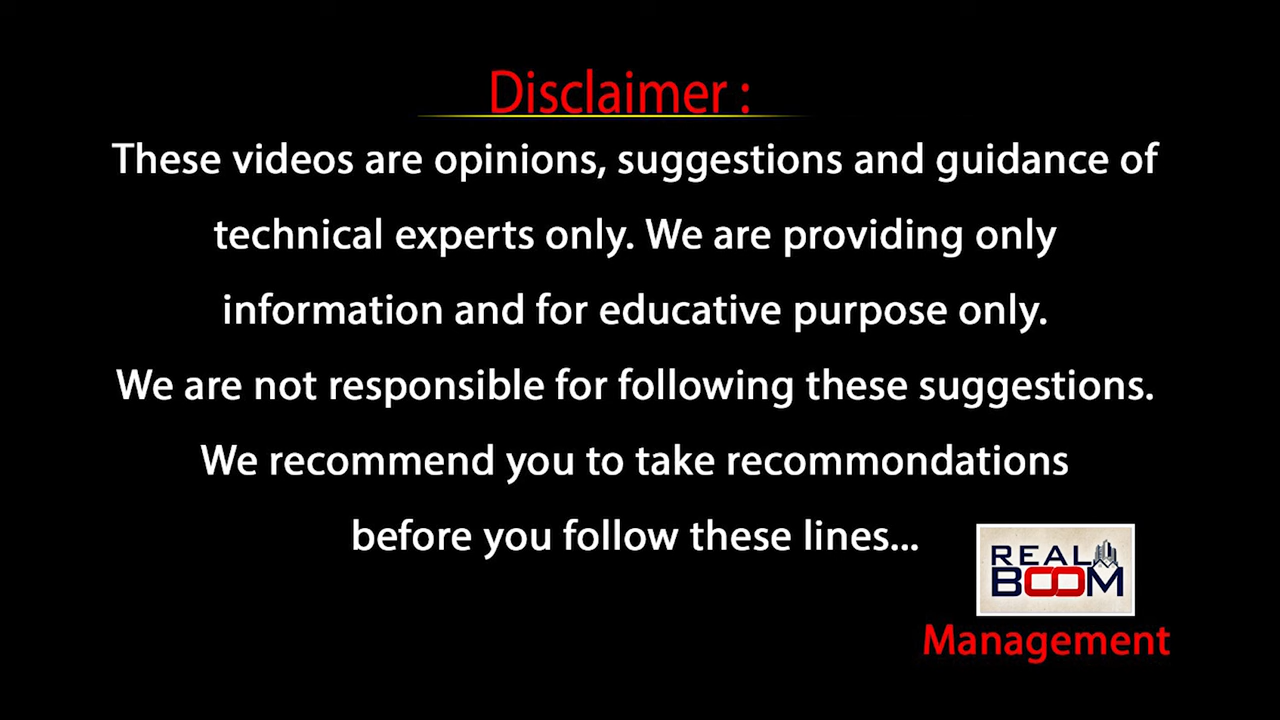 Disclaimer :
These videos are opinions, suggestions and guidance of
technical experts only. We are providing only
information and for educative purpose only.
We are not responsible for following these suggestions.
We recommend you to take recommondations
before you follow these lines...
REAL
BOOM
Management